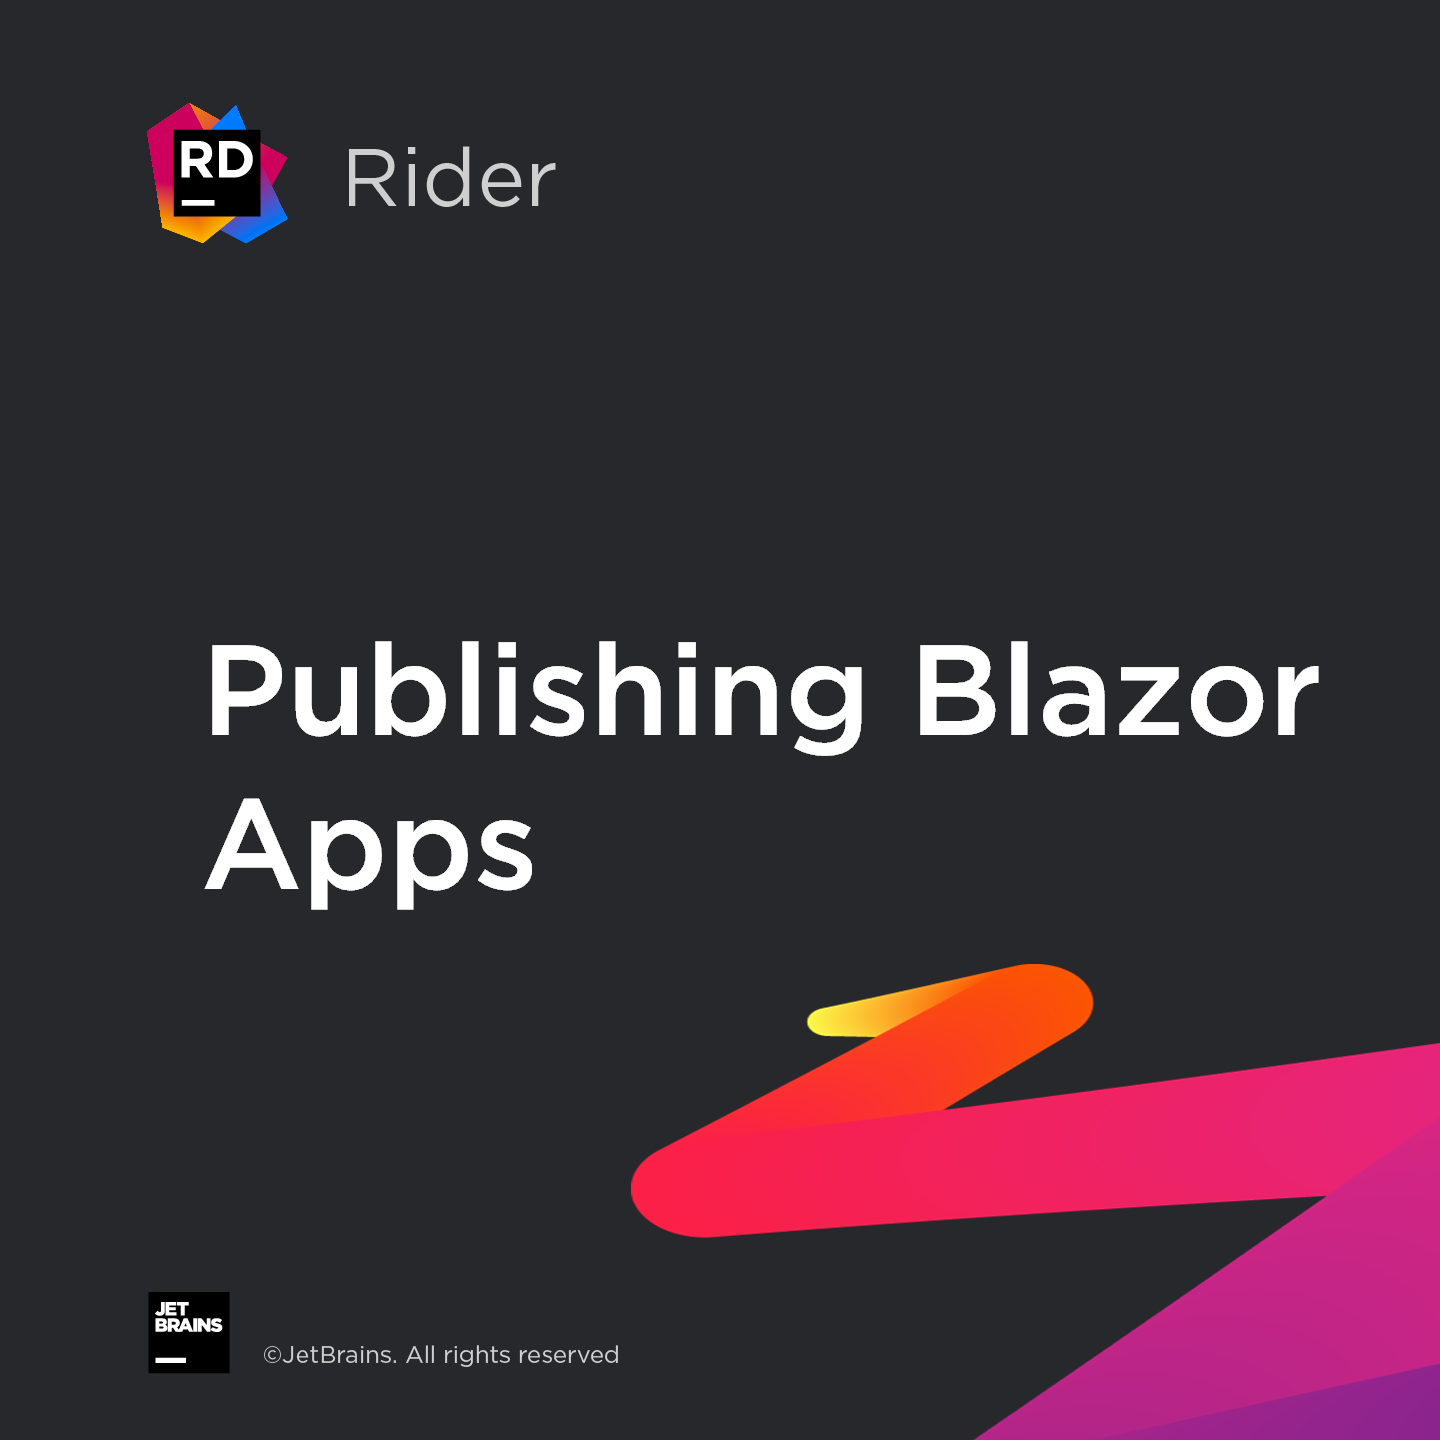 RD
Rider
Publishing Blazor
Apps
JET
BRAINS
©JetBrains. All rights reserved